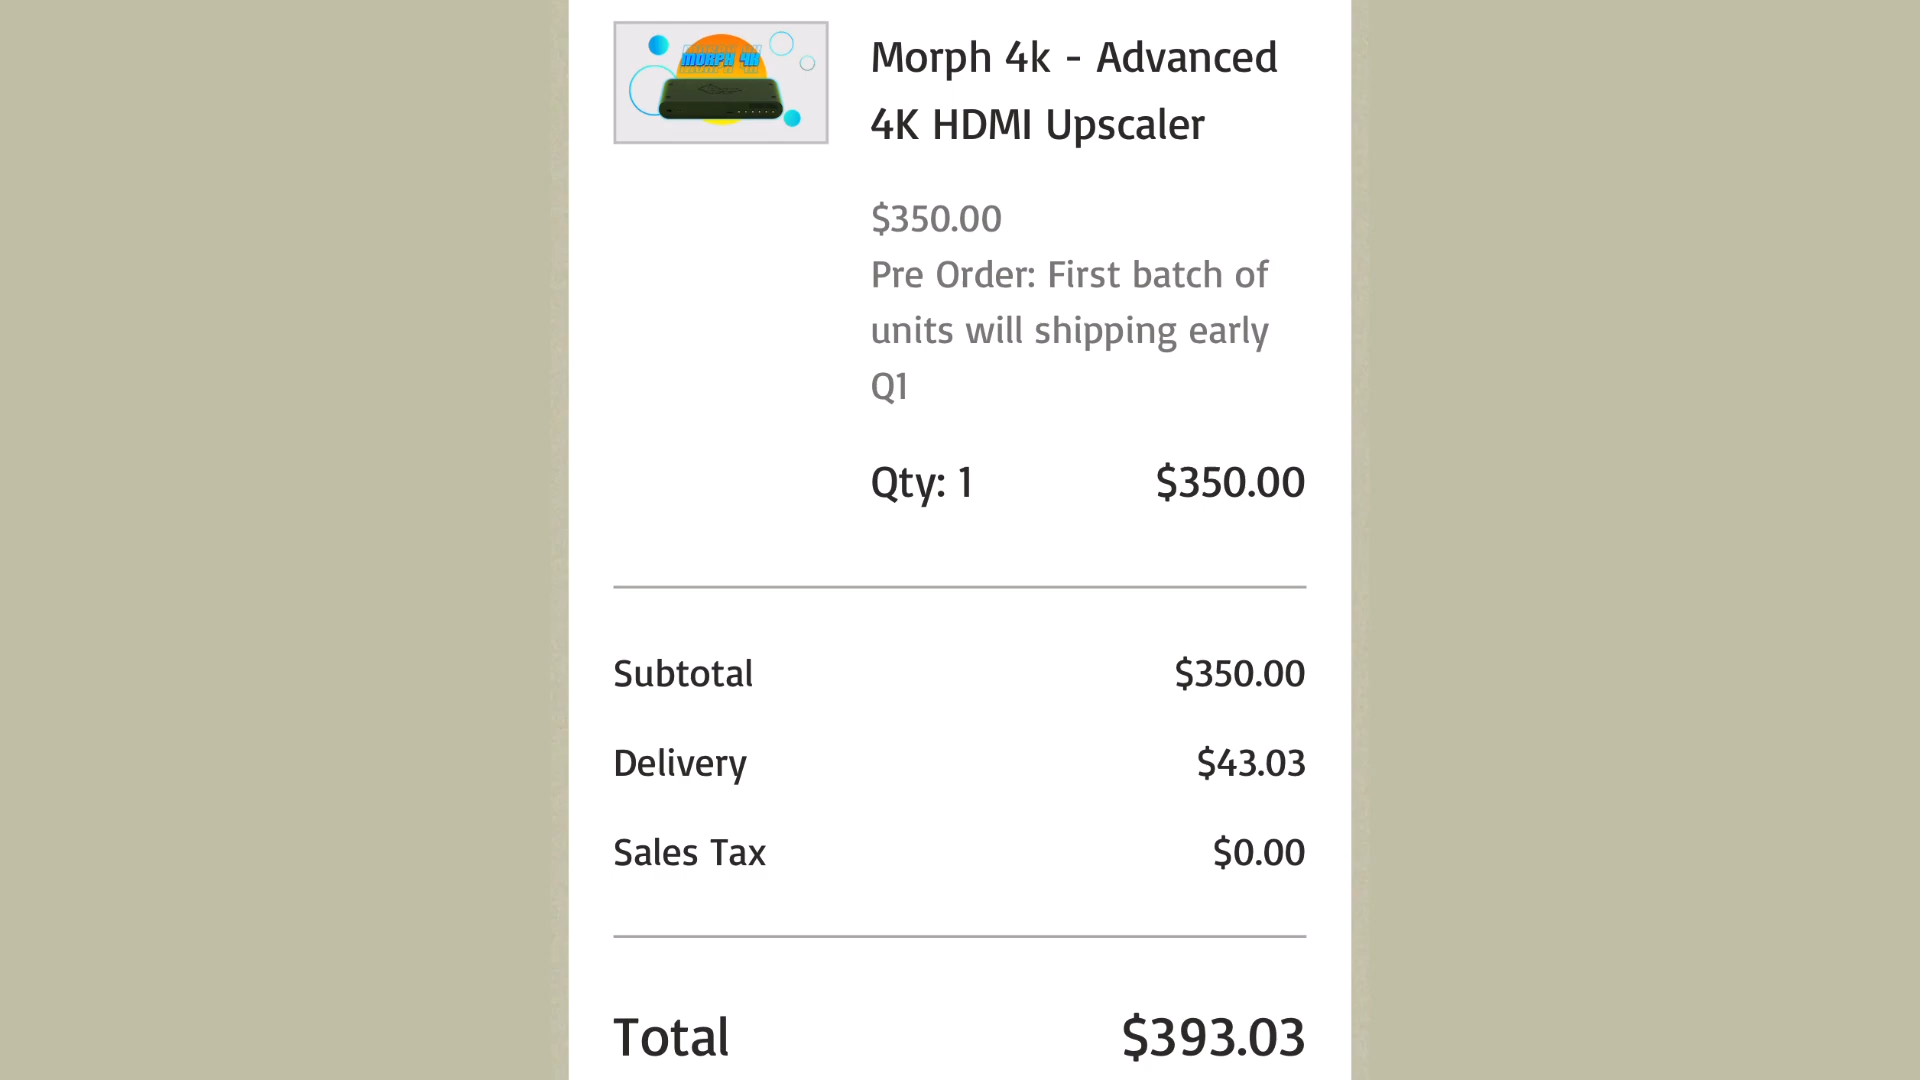 MORPH 4K
Morph 4k - Advanced
4K HDMI Upscaler
$350.00
Pre Order: First batch of
units will shipping early
Q1
Qty: 1 $350.00
Subtotal $350.00
Delivery $43.03
Sales Tax $0.00
Total $393.03